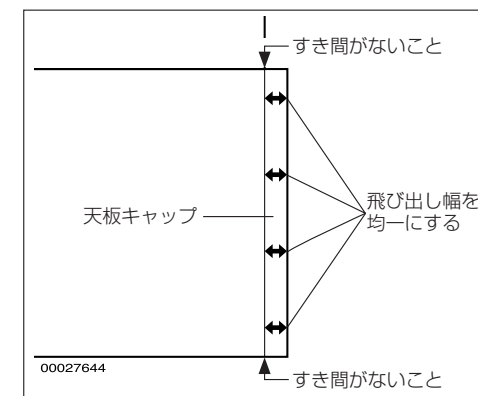 すき間がないこと
天板キャップ
飛び出し幅を
均一にする
00027644
すき間がないこと